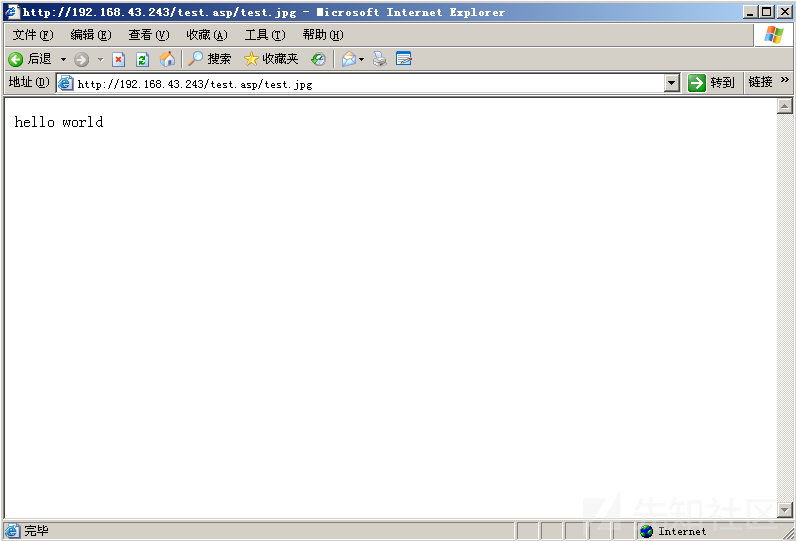 http://192.168.43.243/test.asp/test.jpg - Microsoft Internet Explorer
文件(F) 编辑(E) 查看(V) 收藏(A) 工具(T) 帮助(H)
后退 搜索 收藏夹
地址(D) http://192.168.43.243/test.asp/test.jpg 转到 链接 »
hello world
先知社区
完毕 Internet